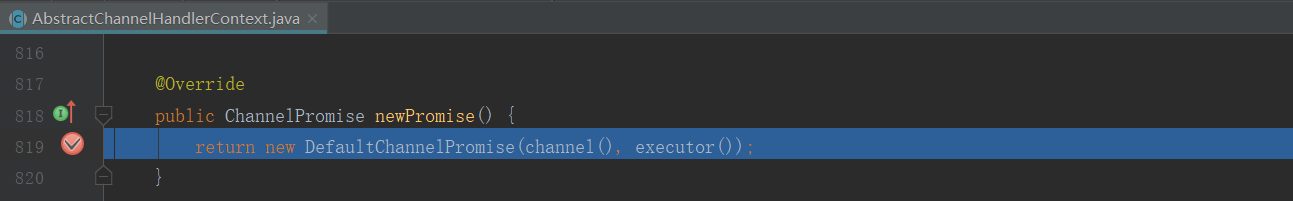 AbstractChannelHandlerContext.java ×
816
817 @Override
818 public ChannelPromise newPromise() {
819 return new DefaultChannelPromise(channel(), executor());
820 }